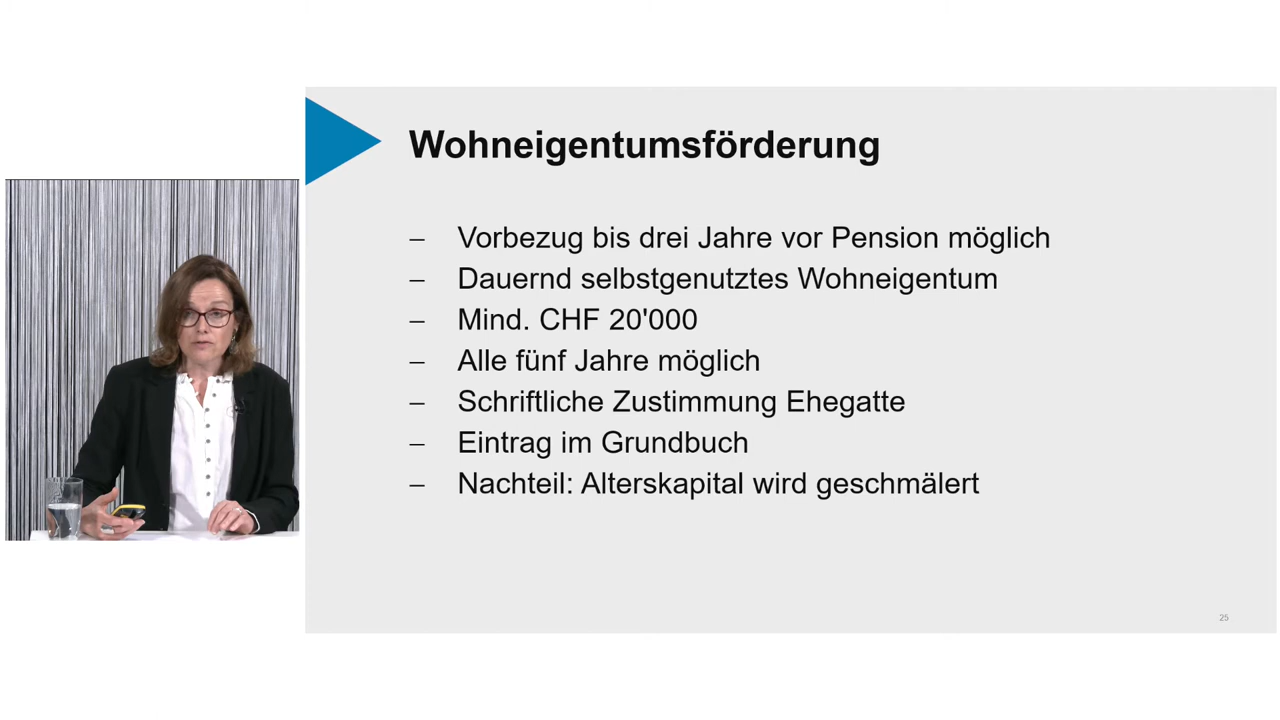 Wohneigentumsförderung
– Vorbezug bis drei Jahre vor Pension möglich
– Dauernd selbstgenutztes Wohneigentum
– Mind. CHF 20'000
– Alle fünf Jahre möglich
– Schriftliche Zustimmung Ehegatte
– Eintrag im Grundbuch
– Nachteil: Alterskapital wird geschmälert
25